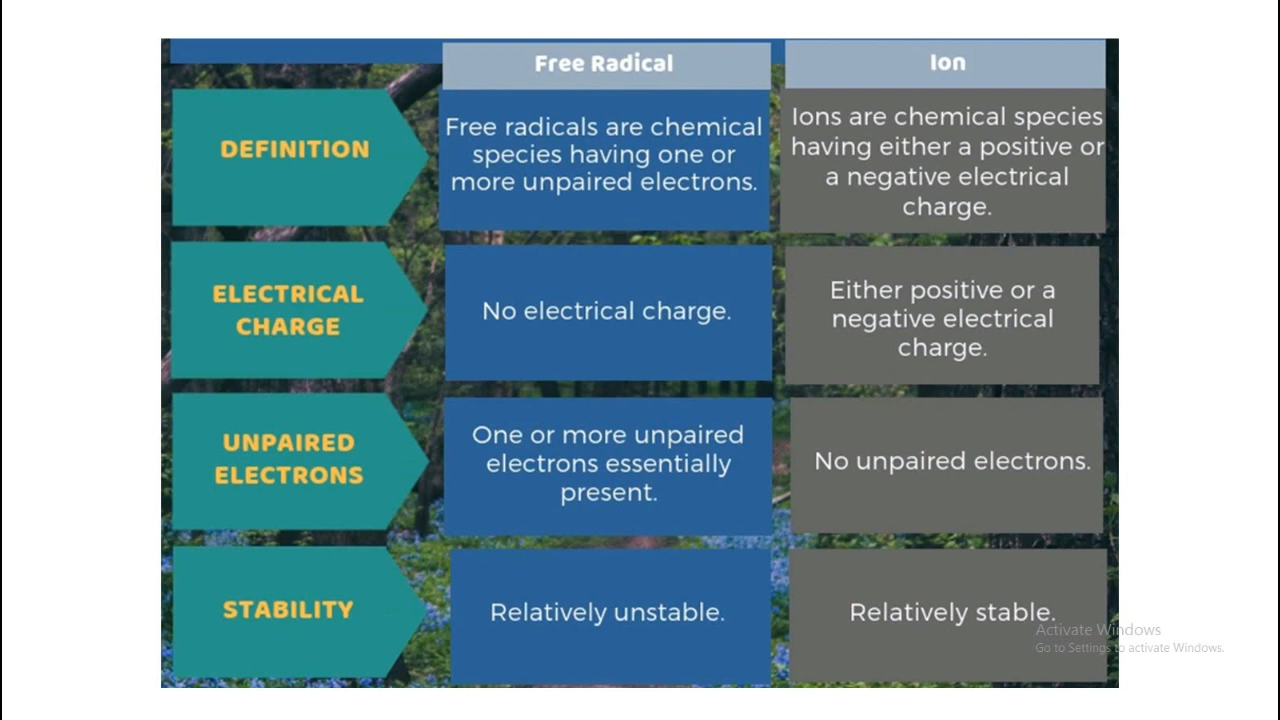 Free Radical
Ion
DEFINITION
Free radicals are chemical
species having one or
more unpaired electrons.
Ions are chemical species
having either a positive or
a negative electrical
charge.
ELECTRICAL
CHARGE
No electrical charge.
Either positive or a
negative electrical
charge.
UNPAIRED
ELECTRONS
One or more unpaired
electrons essentially
present.
No unpaired electrons.
STABILITY
Relatively unstable.
Relatively stable.
Activate Windows
Go to Settings to activate Windows.